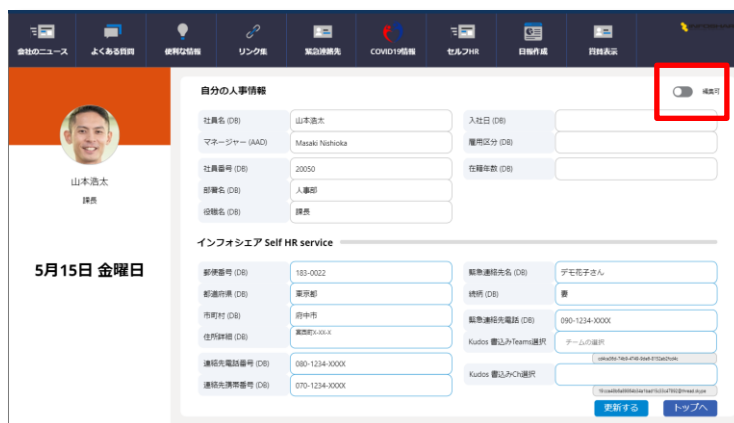 会社のニュース よくある質問 便利な情報 リンク集 緊急連絡先 COVID19情報 セルフHR 日報作成 質問表示
自分の人事情報
編集可
社員名 (DB) 山本浩太 入社日 (DB)
マネージャー (AAD) Masaki Nishioka 雇用区分 (DB)
社員番号 (DB) 20050 在籍年数 (DB)
部署名 (DB) 人事部
役職名 (DB) 課長
山本浩太
課長
5月15日 金曜日
インフォシェア Self HR service
郵便番号 (DB) 183-0022 緊急連絡先名 (DB) デモ花子さん
都道府県 (DB) 東京都 続柄 (DB) 妻
市町村 (DB) 府中市 緊急連絡先電話 (DB) 090-1234-XXXX
住所詳細 (DB) Kudos 書込みTeams選択 チームの選択
連絡先電話番号 (DB) 080-1234-XXXX
Kudos 書込みCh選択
連絡先携帯番号 (DB) 070-1234-XXXX
更新する トップへ